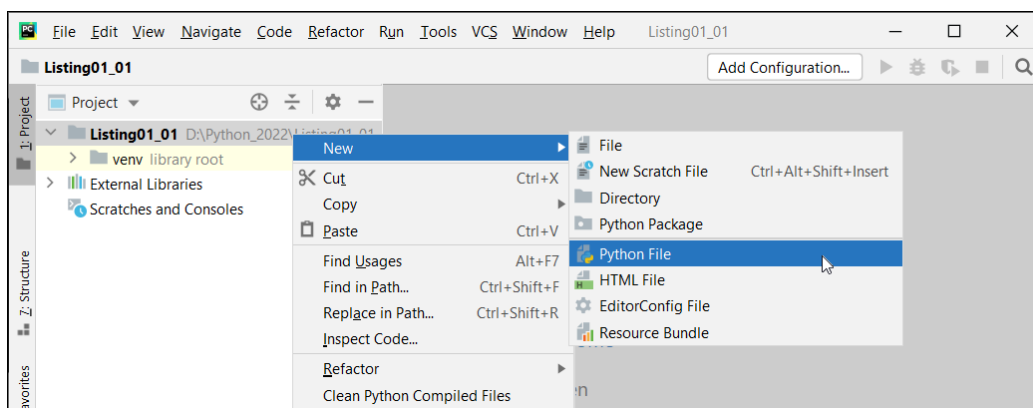 PC File Edit View Navigate Code Refactor Run Tools VCS Window Help Listing01_01
Listing01_01 Add Configuration...
1: Project
Project
Listing01_01 D:\Python_2022\Listing01_01
venv library root
External Libraries
Scratches and Consoles
Z: Structure
New
Cut Ctrl+X
Copy
Paste Ctrl+V
Find Usages Alt+F7
Find in Path... Ctrl+Shift+F
Replace in Path... Ctrl+Shift+R
Inspect Code...
Refactor
Clean Python Compiled Files
File
New Scratch File Ctrl+Alt+Shift+Insert
Directory
Python Package
Python File
HTML File
EditorConfig File
Resource Bundle